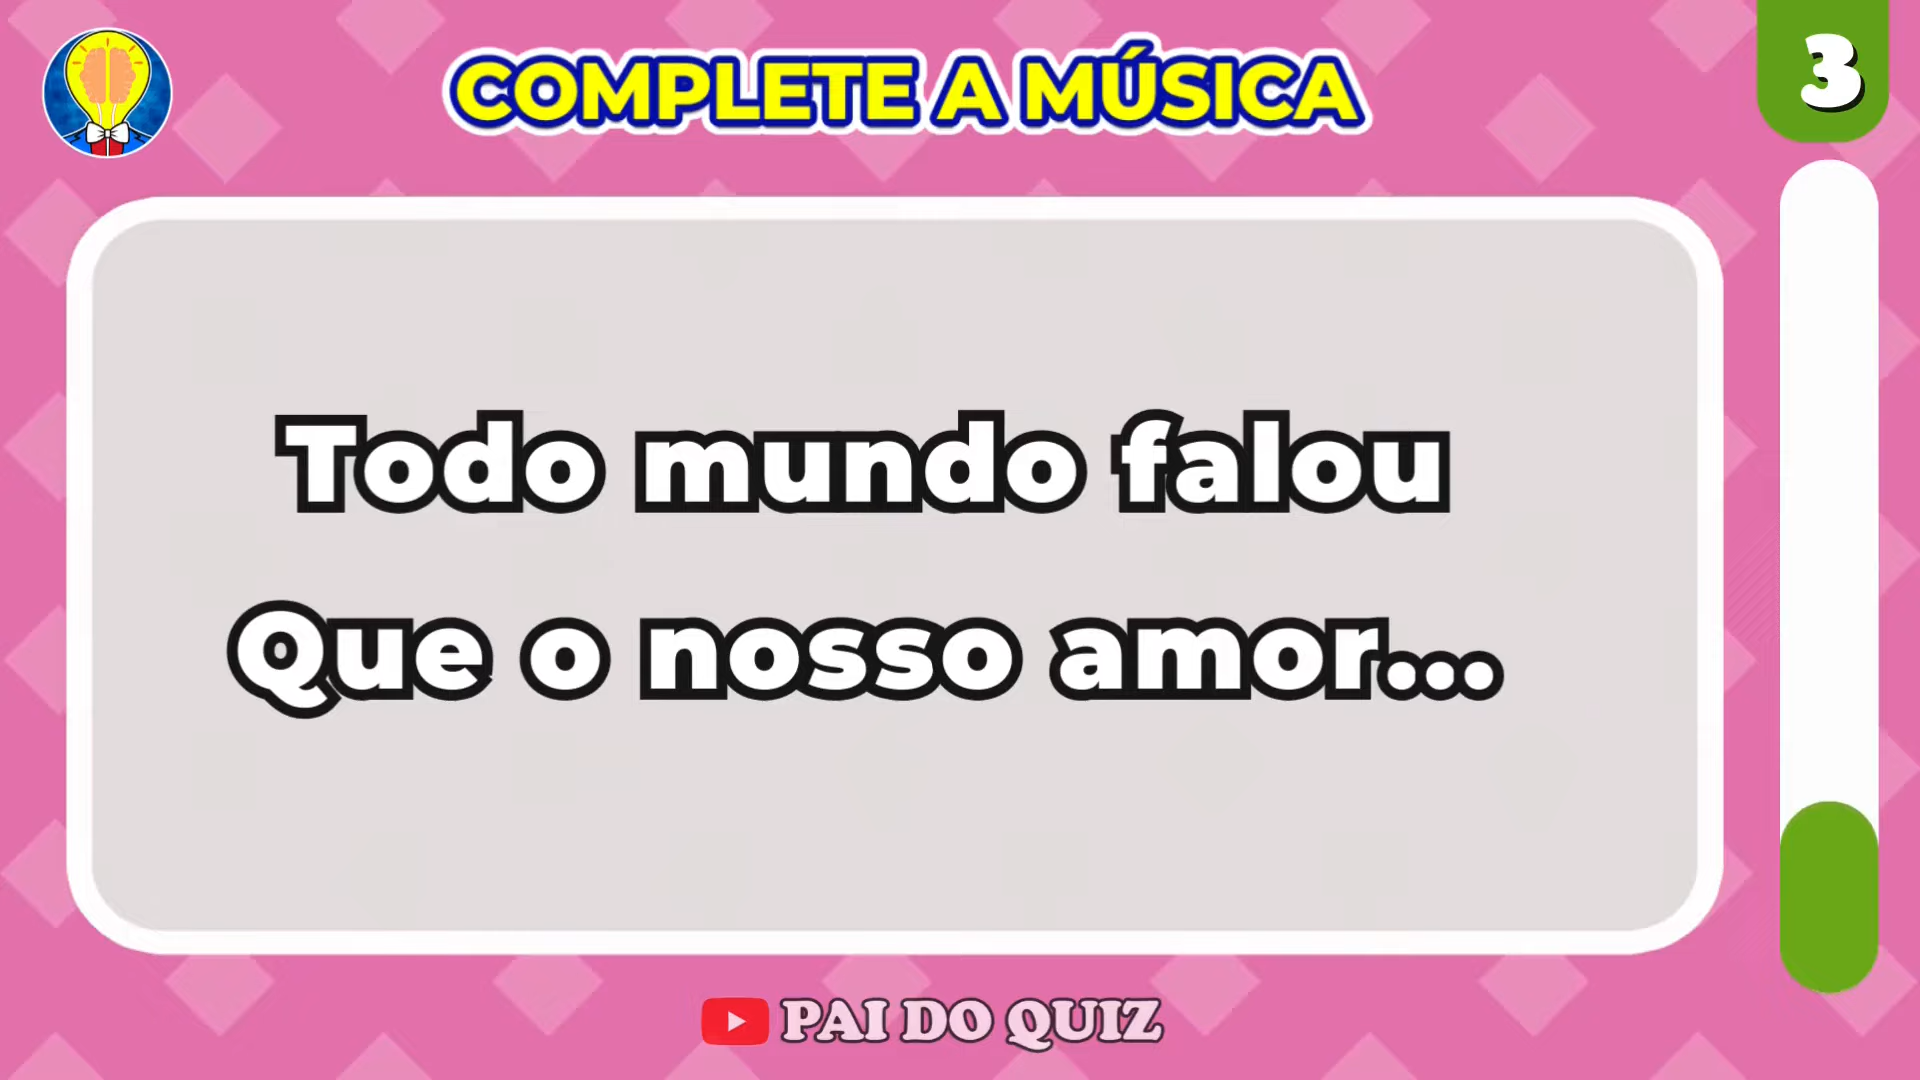 COMPLETE A MÚSICA
3
Todo mundo falou
Que o nosso amor...
PAI DO QUIZ